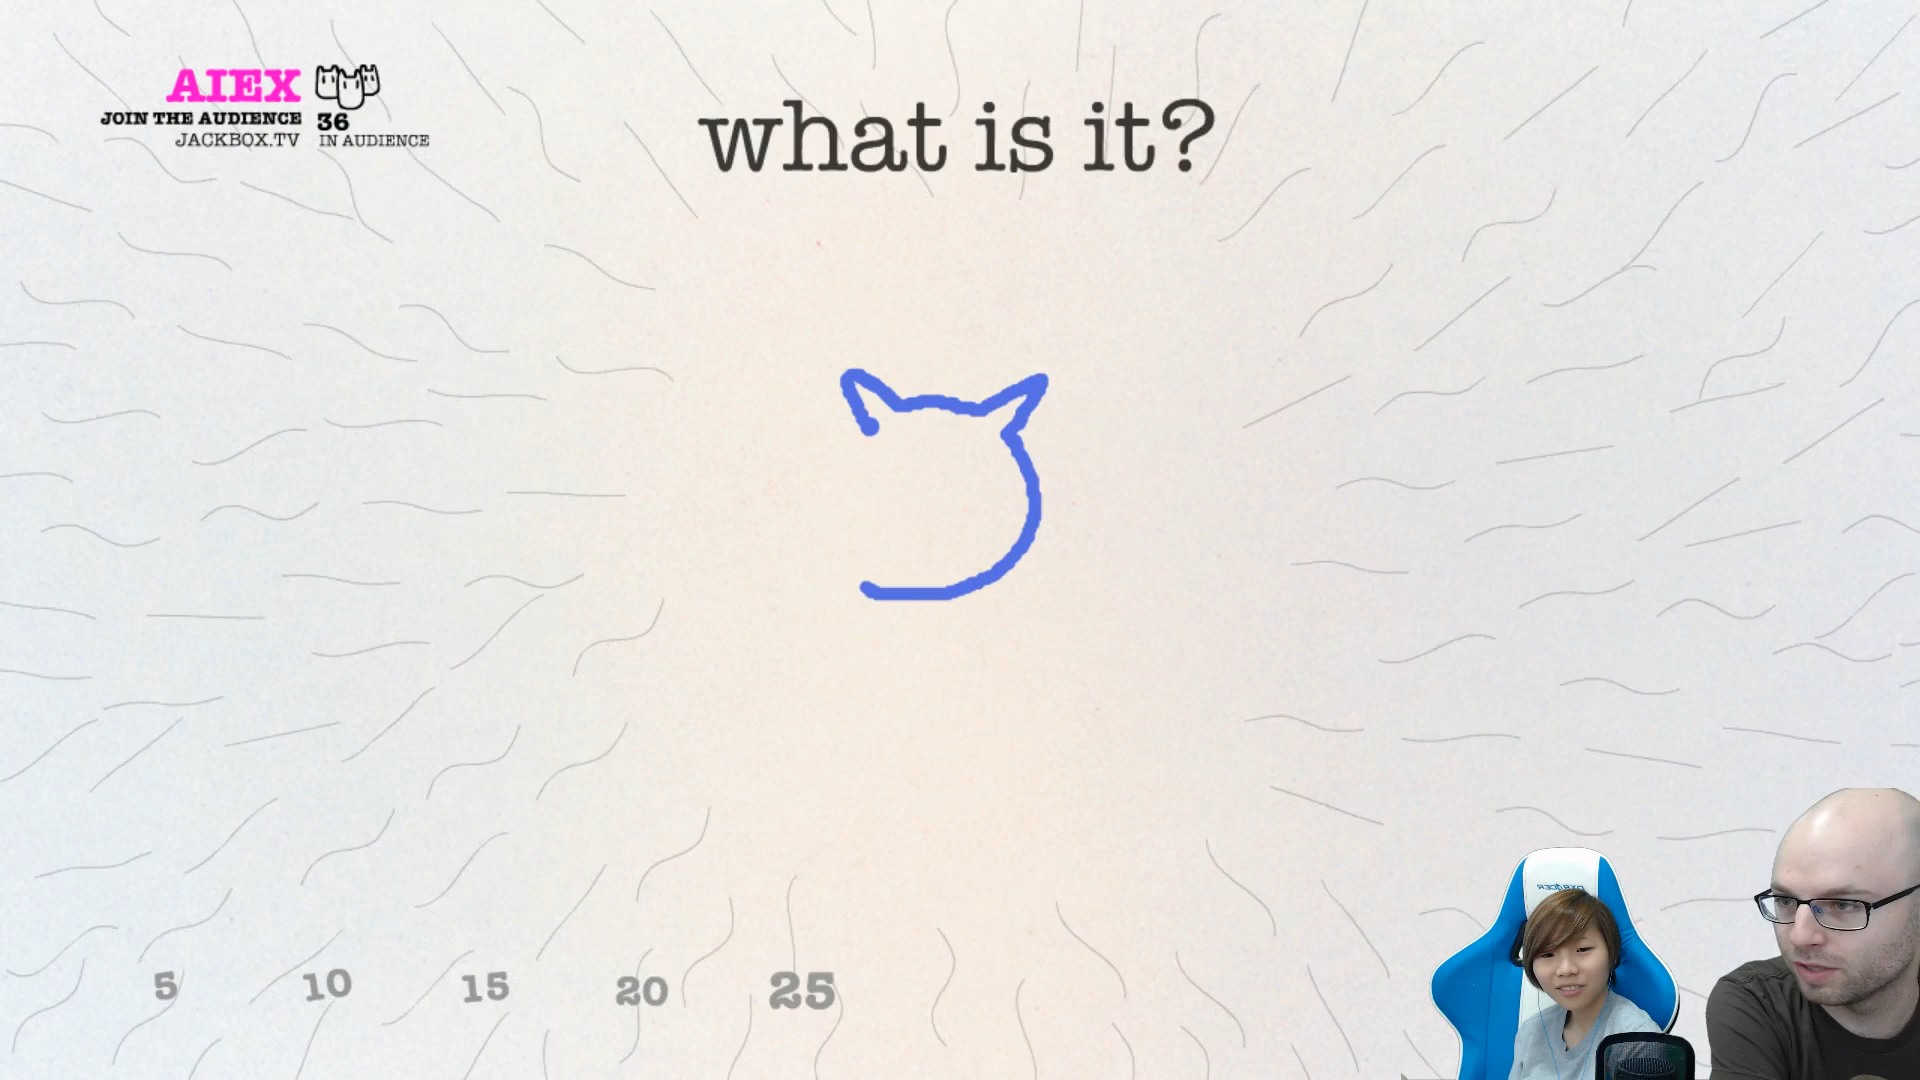 AIEX
JOIN THE AUDIENCE
JACKBOX.TV
36
IN AUDIENCE
what is it?
5 10 15 20 25